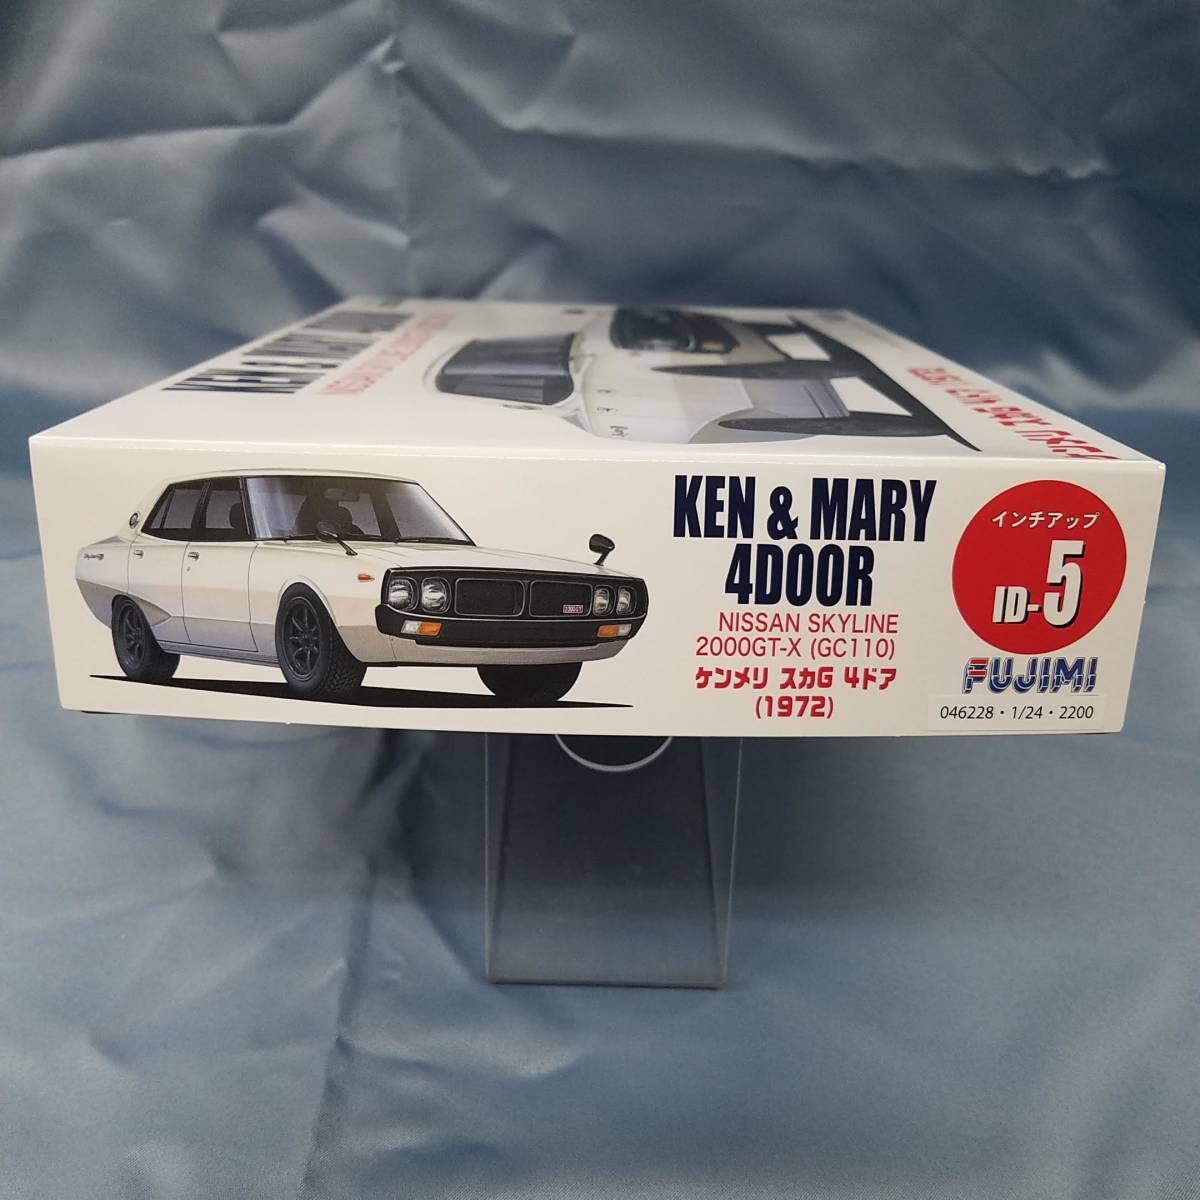 KEN & MARY
4DOOR
NISSAN SKYLINE
2000GT-X (GC110)
ケンメリ スカG 4ドア
(1972)
インチアップ
ID-5
FUJIMI
046228・1/24・2200